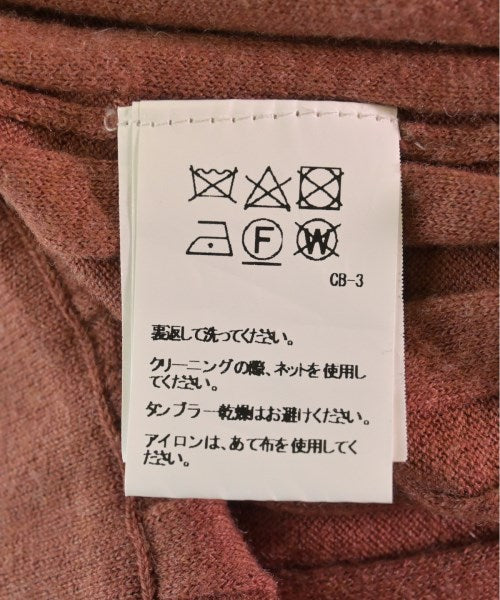 F W
CB-3
裏返して洗ってください。
クリーニングの際、ネットを使用し
てください。
タンブラー乾燥はお避けください。
アイロンは、あて布を使用してく
ださい。